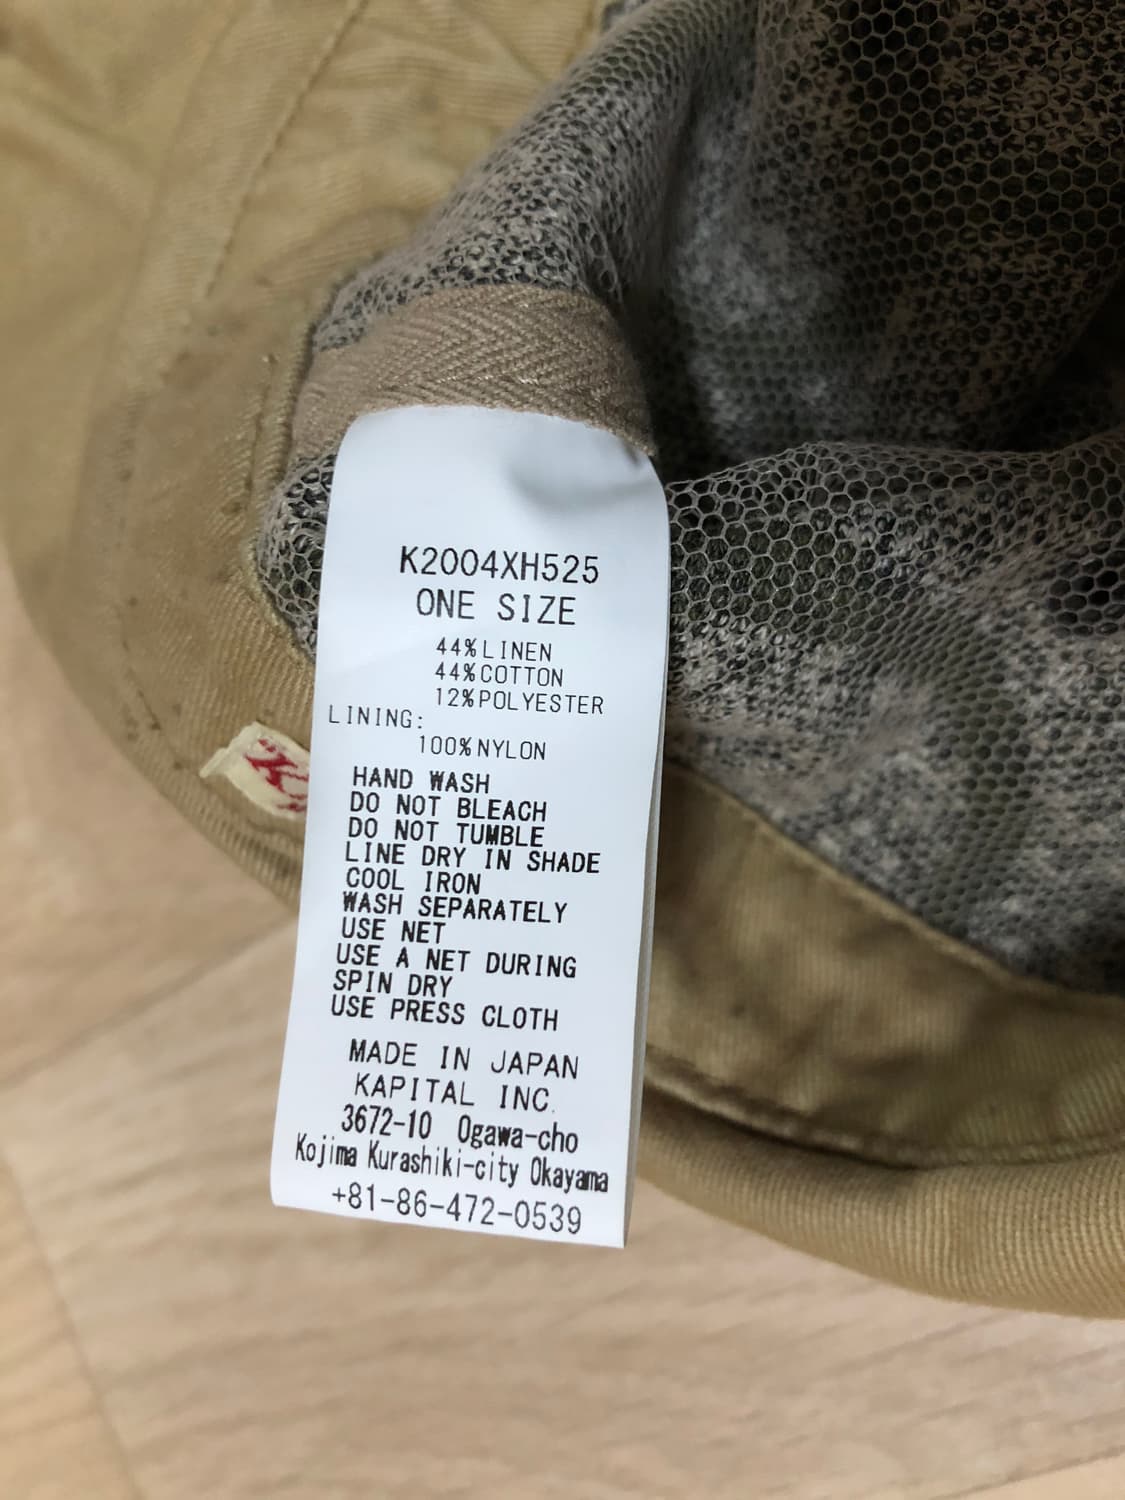 K2004XH525
ONE SIZE
44%LINEN
44%COTTON
12%POLYESTER
LINING:
100%NYLON
HAND WASH
DO NOT BLEACH
DO NOT TUMBLE
LINE DRY IN SHADE
COOL IRON
WASH SEPARATELY
USE NET
USE A NET DURING
SPIN DRY
USE PRESS CLOTH
MADE IN JAPAN
KAPITAL INC.
3672-10 Ogawa-cho
Kojima Kurashiki-city Okayama
+81-86-472-0539